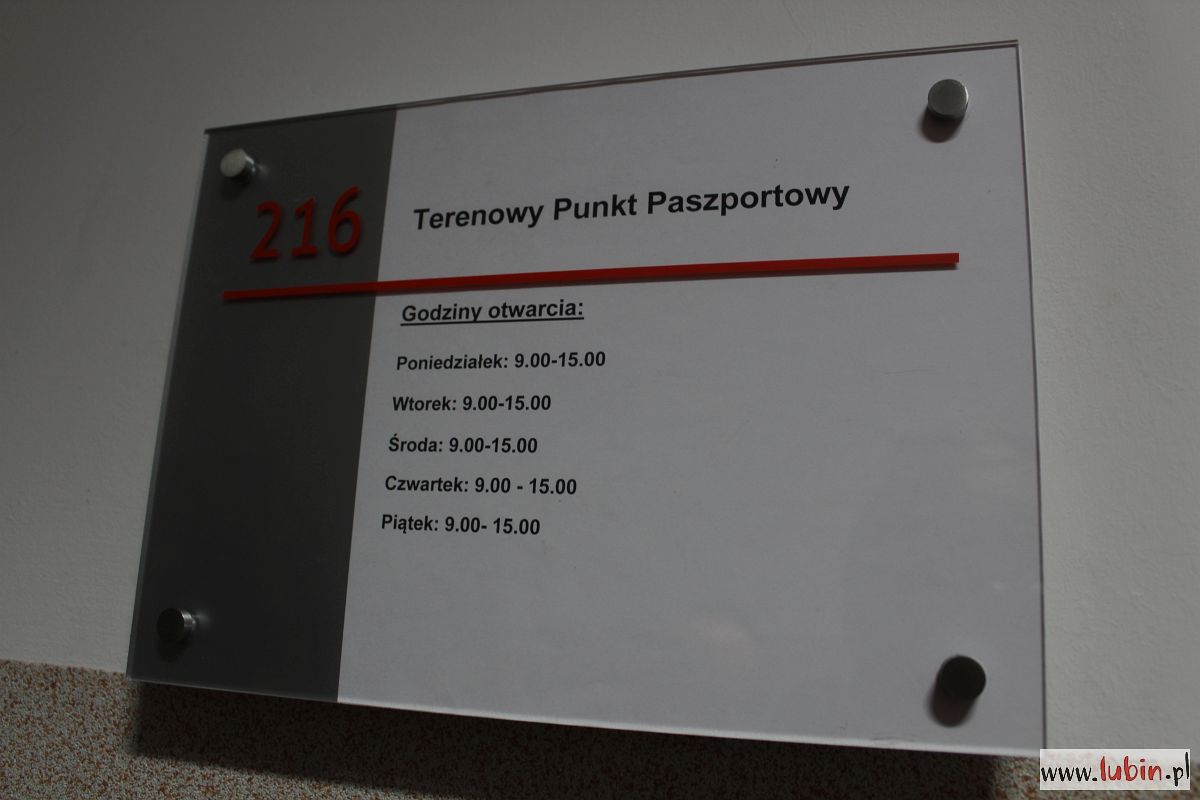 216
Terenowy Punkt Paszportowy
Godziny otwarcia:
Poniedziałek: 9.00-15.00
Wtorek: 9.00-15.00
Środa: 9.00-15.00
Czwartek: 9.00 - 15.00
Piątek: 9.00- 15.00
www.lubin.pl